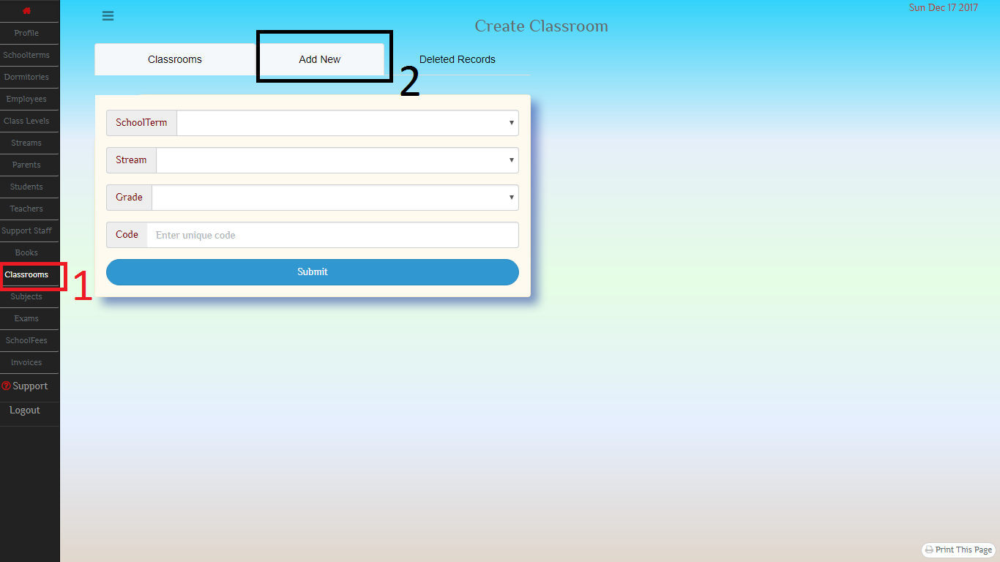 Sun Dec 17 2017
Create Classroom
Profile
Schoolterms
Dormitories
Employees
Class Levels
Streams
Parents
Students
Teachers
Support Staff
Books
Classrooms
1
Subjects
Exams
SchoolFees
Invoices
Support
Logout
Classrooms
Add New
2
Deleted Records
SchoolTerm
Stream
Grade
Code Enter unique code
Submit
Print This Page